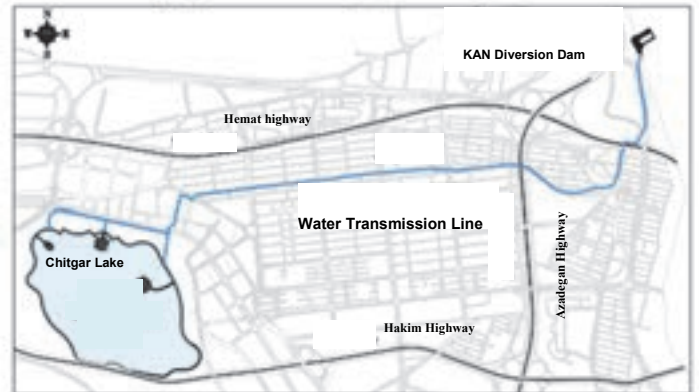 N
W E
S
KAN Diversion Dam
Hemat highway
Water Transmission Line
Chitgar Lake
Azadegan Highway
Hakim Highway